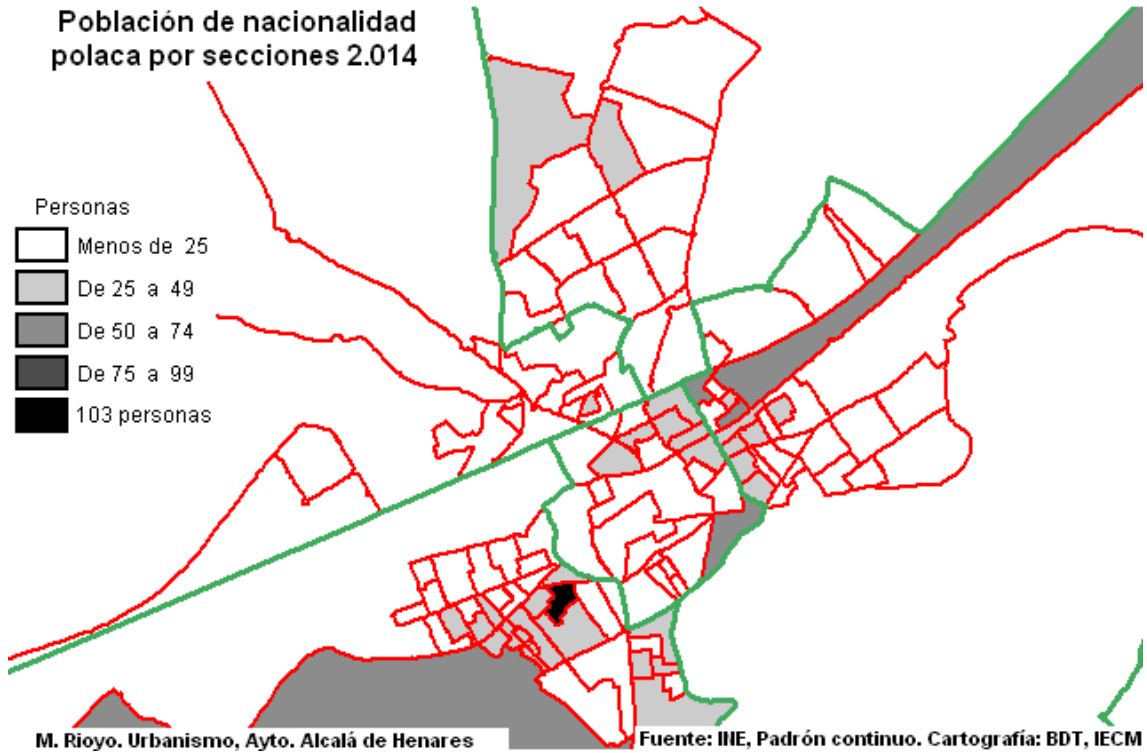 Población de nacionalidad
polaca por secciones 2.014
Personas
Menos de 25
De 25 a 49
De 50 a 74
De 75 a 99
103 personas
M. Rioyo. Urbanismo, Ayto. Alcalá de Henares
Fuente: INE, Padrón continuo. Cartografía: BDT, IECM